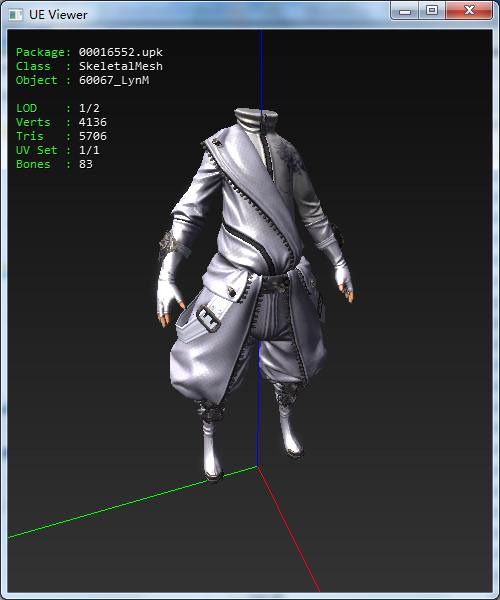 UE Viewer
Package: 00016552.upk
Class : SkeletalMesh
Object : 60067_LynM
LOD : 1/2
Verts : 4136
Tris : 5706
UV Set : 1/1
Bones : 83